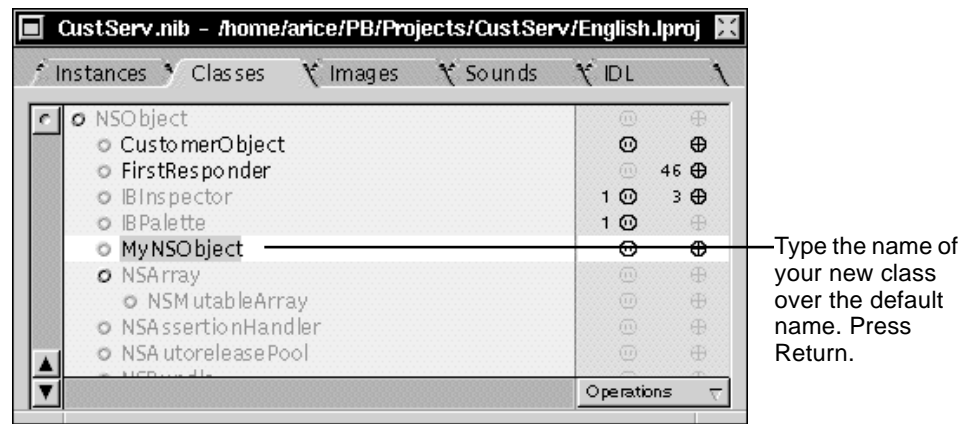 CustServ.nib – /home/arice/PB/Projects/CustServ/English.lproj
Instances Classes Images Sounds IDL
NSObject
CustomerObject
FirstResponder 46
IBInspector 1 3
IBPalette 1
MyNSObject
NSArray
NSMutableArray
NSAssertionHandler
NSAutoreleasePool
Operations
Type the name of
your new class
over the default
name. Press
Return.